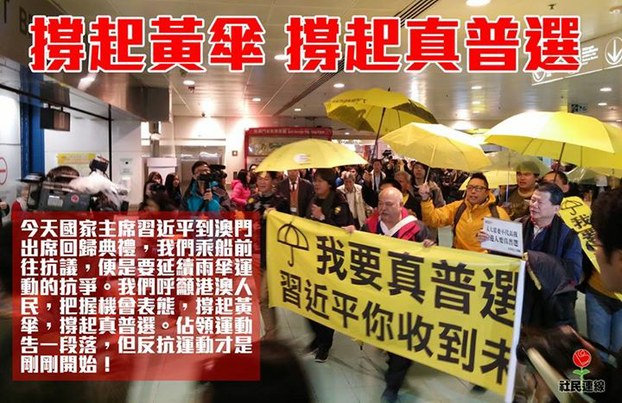 撐起黃傘 撐起真普選
今天國家主席習近平到澳門
出席回歸典禮，我們乘船前
往抗議，便是要延續雨傘運
動的抗爭。我們呼籲港澳人
民，把握機會表態，撐起黃
傘，撐起真普選。佔領運動
告一段落，但反抗運動才是
剛剛開始！
我要真普選
習近平你收到未
社民連線